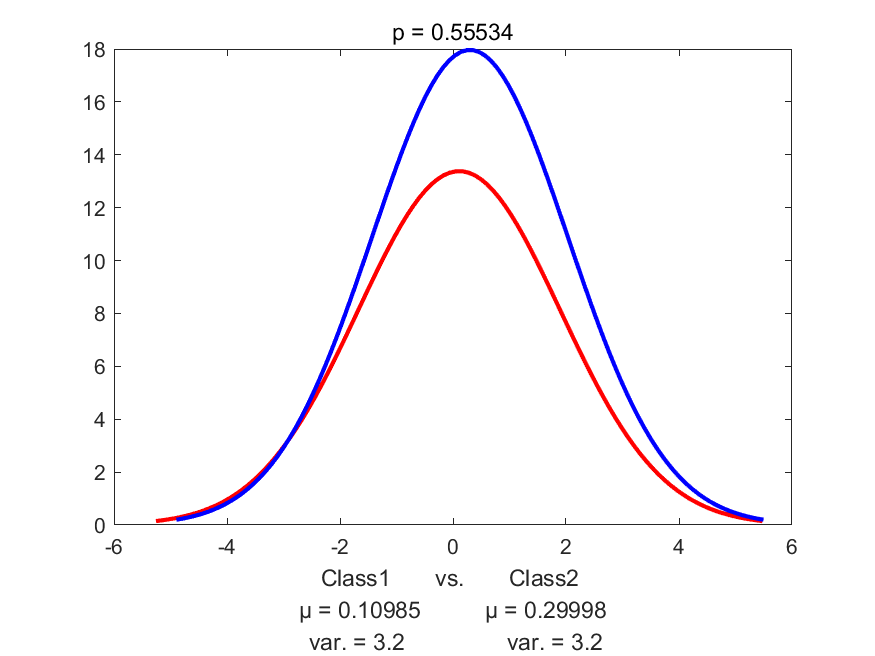 p = 0.55534
18
16
14
12
10
8
6
4
2
0
-6 -4 -2 0 2 4 6
Class1 vs. Class2
μ = 0.10985 μ = 0.29998
var. = 3.2 var. = 3.2